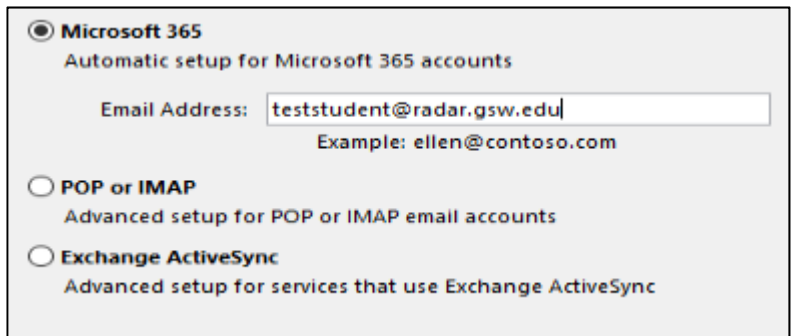 Microsoft 365
Automatic setup for Microsoft 365 accounts
Email Address: teststudent@radar.gsw.edu
Example: ellen@contoso.com
POP or IMAP
Advanced setup for POP or IMAP email accounts
Exchange ActiveSync
Advanced setup for services that use Exchange ActiveSync